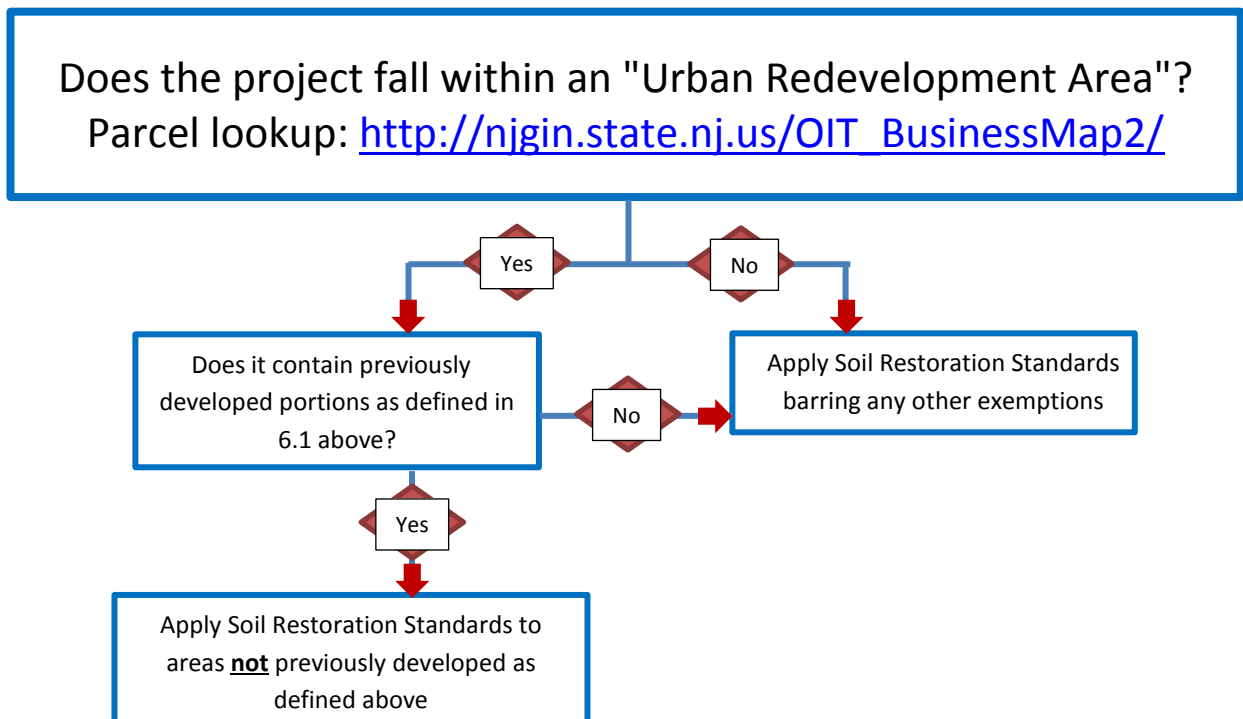 Does the project fall within an "Urban Redevelopment Area"?
Parcel lookup: http://njgin.state.nj.us/OIT_BusinessMap2/
Yes
No
Does it contain previously
developed portions as defined in
6.1 above?
No
Apply Soil Restoration Standards
barring any other exemptions
Yes
Apply Soil Restoration Standards to
areas not previously developed as
defined above